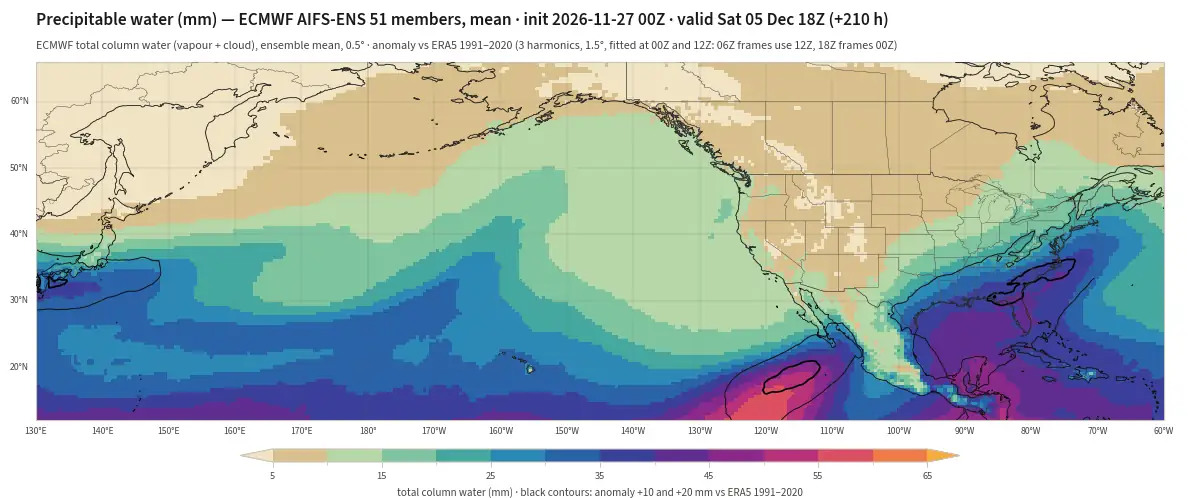 Precipitable water (mm) — ECMWF AIFS-ENS 51 members, mean · init 2026-11-27 00Z · valid Sat 05 Dec 18Z (+210 h)
ECMWF total column water (vapour + cloud), ensemble mean, 0.5° · anomaly vs ERA5 1991–2020 (3 harmonics, 1.5°, fitted at 00Z and 12Z: 06Z frames use 12Z, 18Z frames 00Z)
60°N
50°N
40°N
30°N
20°N
130°E 140°E 150°E 160°E 170°E 180° 170°W 160°W 150°W 140°W 130°W 120°W 110°W 100°W 90°W 80°W 70°W 60°W
5 15 25 35 45 55 65
total column water (mm) · black contours: anomaly +10 and +20 mm vs ERA5 1991–2020